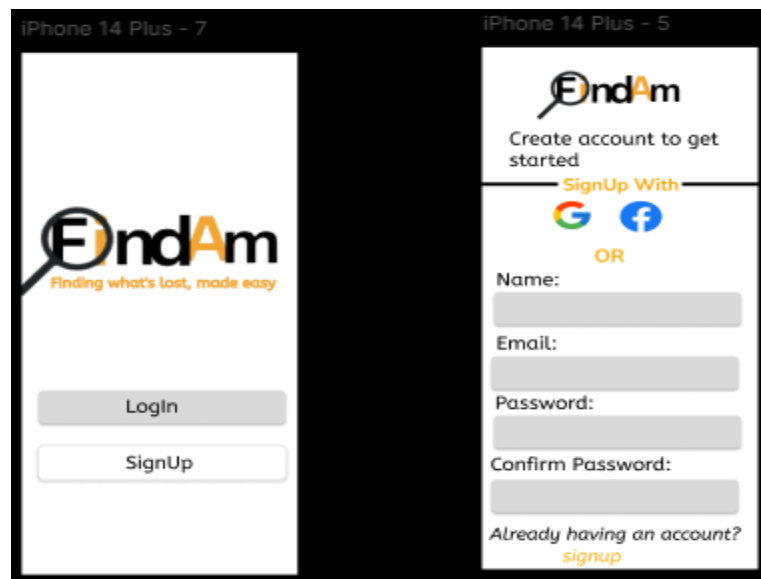 iPhone 14 Plus - 7
FindAm
Finding what's lost, made easy
LogIn
SignUp
iPhone 14 Plus - 5
FindAm
Create account to get
started
SignUp With
OR
Name:
Email:
Password:
Confirm Password:
Already having an account?
signup